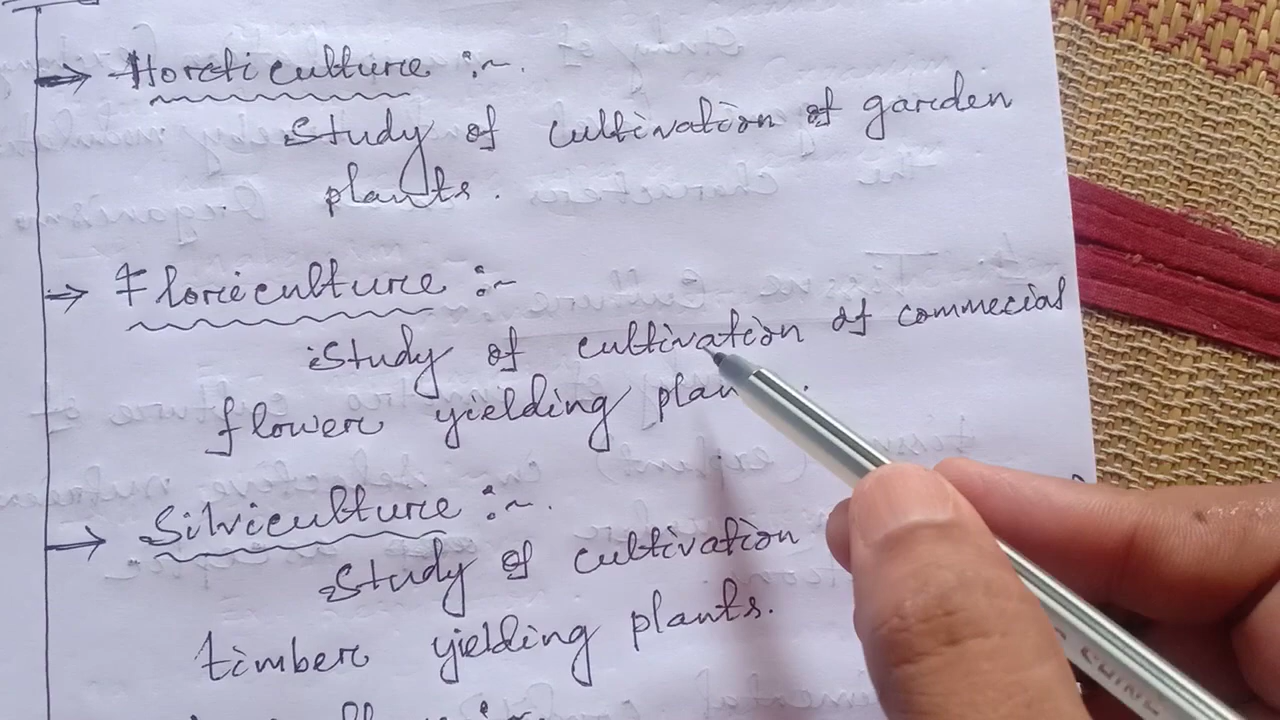 Horticulture :~.
Study of cultivation of garden
plants.
Floriculture :~
Study of cultivation of commecial
flower yielding plan
Silviculture :~.
Study of cultivation
timber yielding plants.